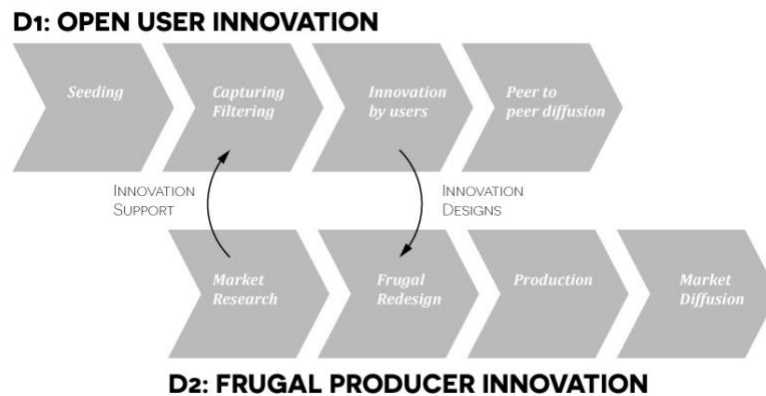 D1: OPEN USER INNOVATION
Seeding
Capturing
Filtering
Innovation
by users
Peer to
peer diffusion
INNOVATION
SUPPORT
INNOVATION
DESIGNS
Market
Research
Frugal
Redesign
Production
Market
Diffusion
D2: FRUGAL PRODUCER INNOVATION